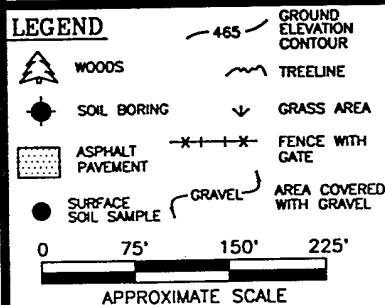 LEGEND
WOODS
SOIL BORING
ASPHALT
PAVEMENT
SURFACE
SOIL SAMPLE
465
GROUND
ELEVATION
CONTOUR
TREELINE
GRASS AREA
FENCE WITH
GATE
GRAVEL
AREA COVERED
WITH GRAVEL
0 75' 150' 225'
APPROXIMATE SCALE